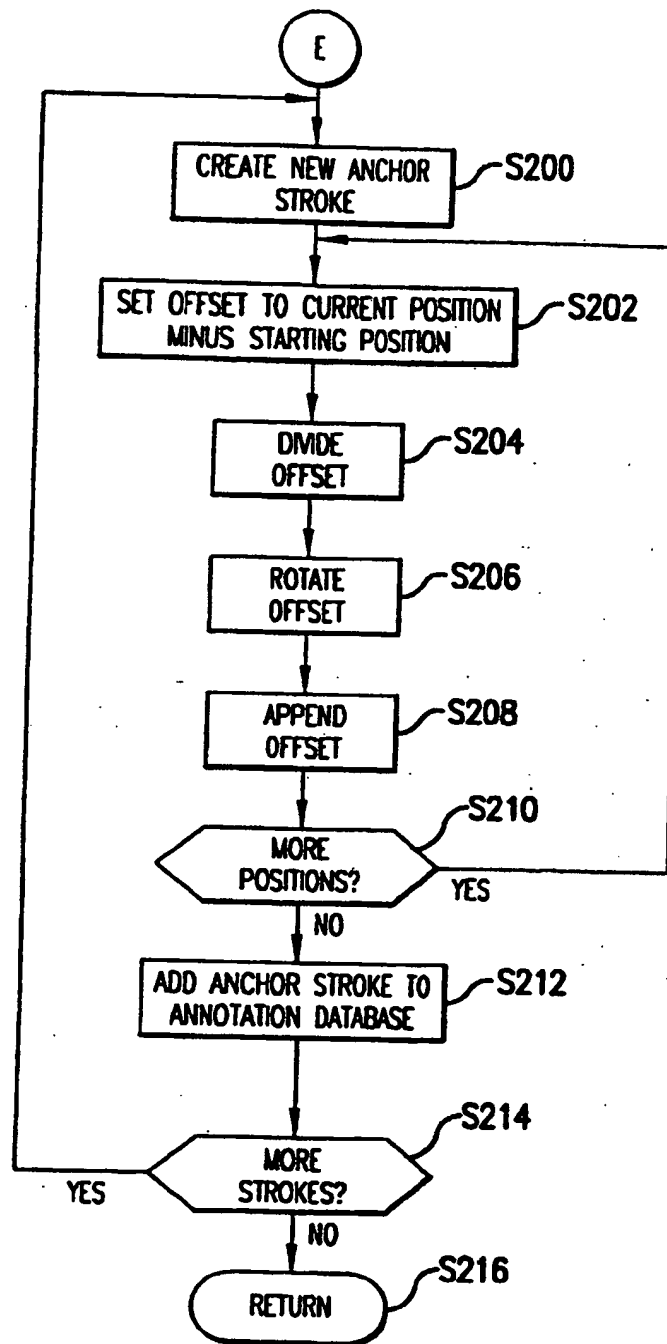 E
CREATE NEW ANCHOR
STROKE
S200
SET OFFSET TO CURRENT POSITION
MINUS STARTING POSITION
S202
DIVIDE
OFFSET
S204
ROTATE
OFFSET
S206
APPEND
OFFSET
S208
MORE
POSITIONS?
S210
YES
NO
ADD ANCHOR STROKE TO
ANNOTATION DATABASE
S212
MORE
STROKES?
S214
YES
NO
RETURN
S216